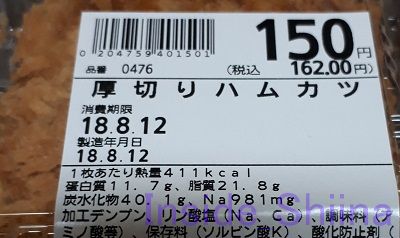 0204759401501
品番 0476
150円
(税込 162.00円)
厚切りハムカツ
消費期限
18.8.12
製造年月日
18.8.12
1枚あたり熱量411kcal
蛋白質11.7g、脂質21.8g
炭水化物40.1g、Na981mg
加工デンプン、リン酸塩(Na、Ca)、調味料(ア
ミノ酸等)、保存料(ソルビン酸K)、酸化防止剤(
Inside Shiina